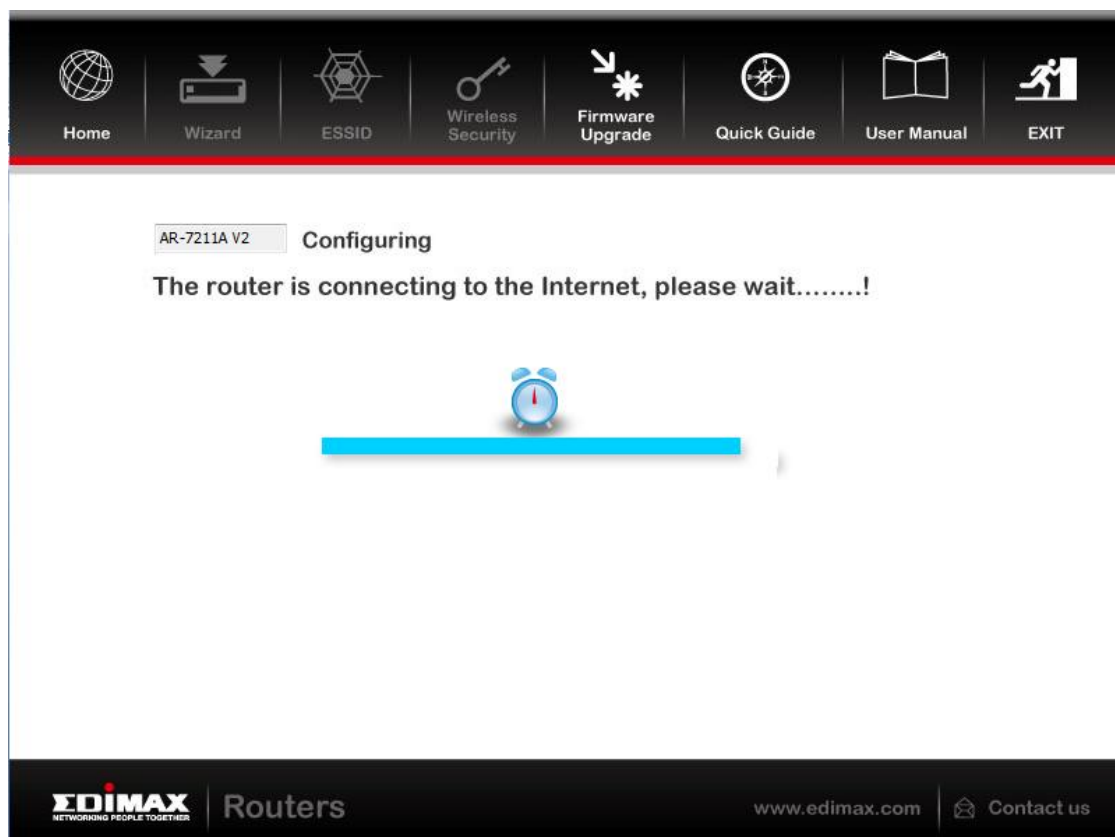 Home
Wizard
ESSID
Wireless
Security
Firmware
Upgrade
Quick Guide
User Manual
EXIT
AR-7211A V2
Configuring
The router is connecting to the Internet, please wait........!
EDIMAX
NETWORKING PEOPLE TOGETHER
Routers
www.edimax.com
Contact us